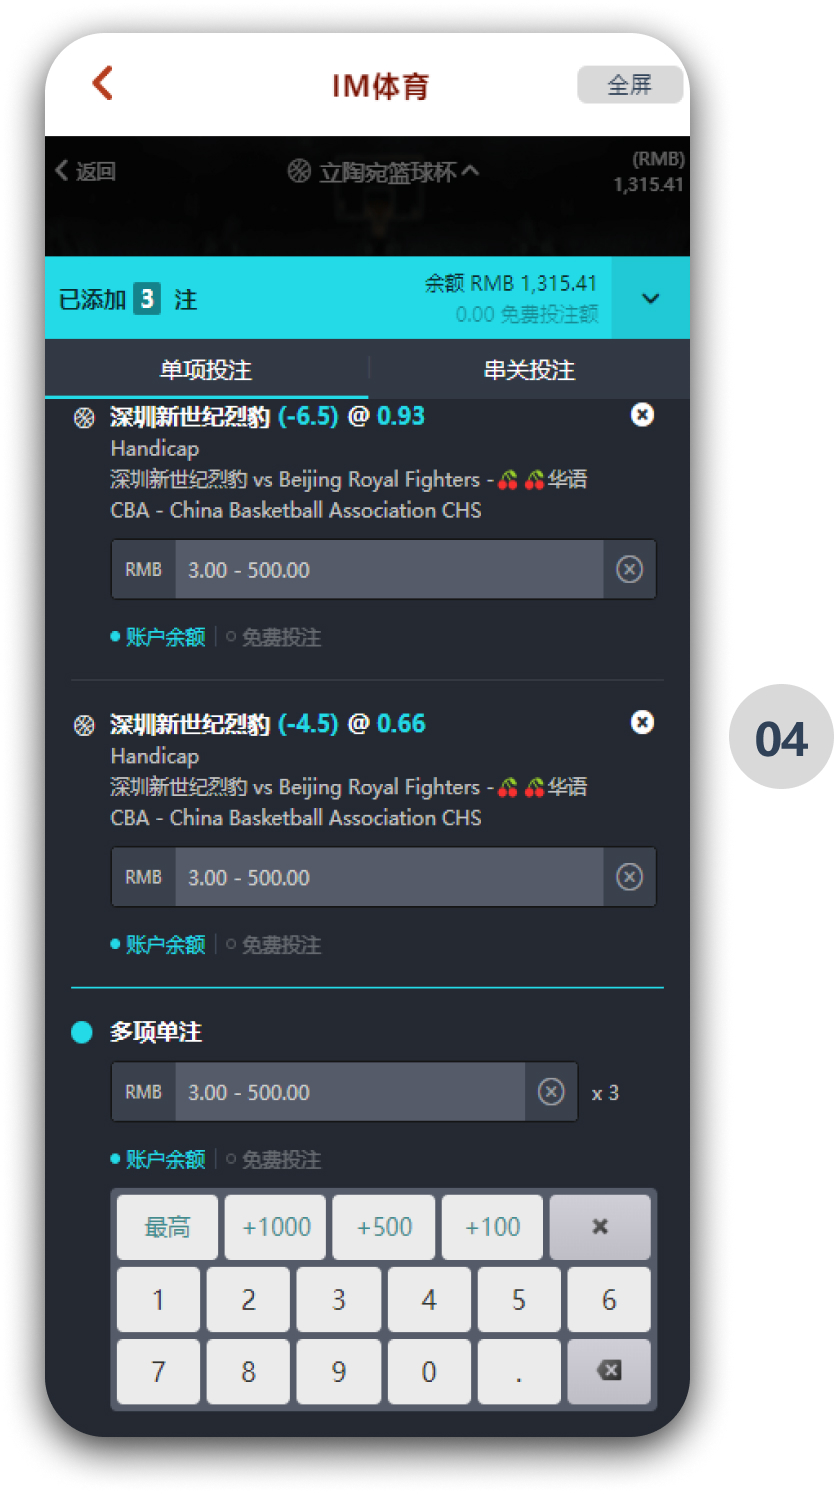 IM体育
全屏
返回
立陶宛篮球杯
(RMB)
1,315.41
已添加 3 注
余额 RMB 1,315.41
0.00 免费投注额
单项投注
串关投注
深圳新世纪烈豹 (-6.5) @ 0.93
Handicap
深圳新世纪烈豹 vs Beijing Royal Fighters -🍒🍒华语
CBA - China Basketball Association CHS
RMB 3.00 - 500.00
账户余额 免费投注
深圳新世纪烈豹 (-4.5) @ 0.66
Handicap
深圳新世纪烈豹 vs Beijing Royal Fighters -🍒🍒华语
CBA - China Basketball Association CHS
RMB 3.00 - 500.00
账户余额 免费投注
多项单注
RMB 3.00 - 500.00 x 3
账户余额 免费投注
最高 +1000 +500 +100
1 2 3 4 5 6
7 8 9 0 .
04